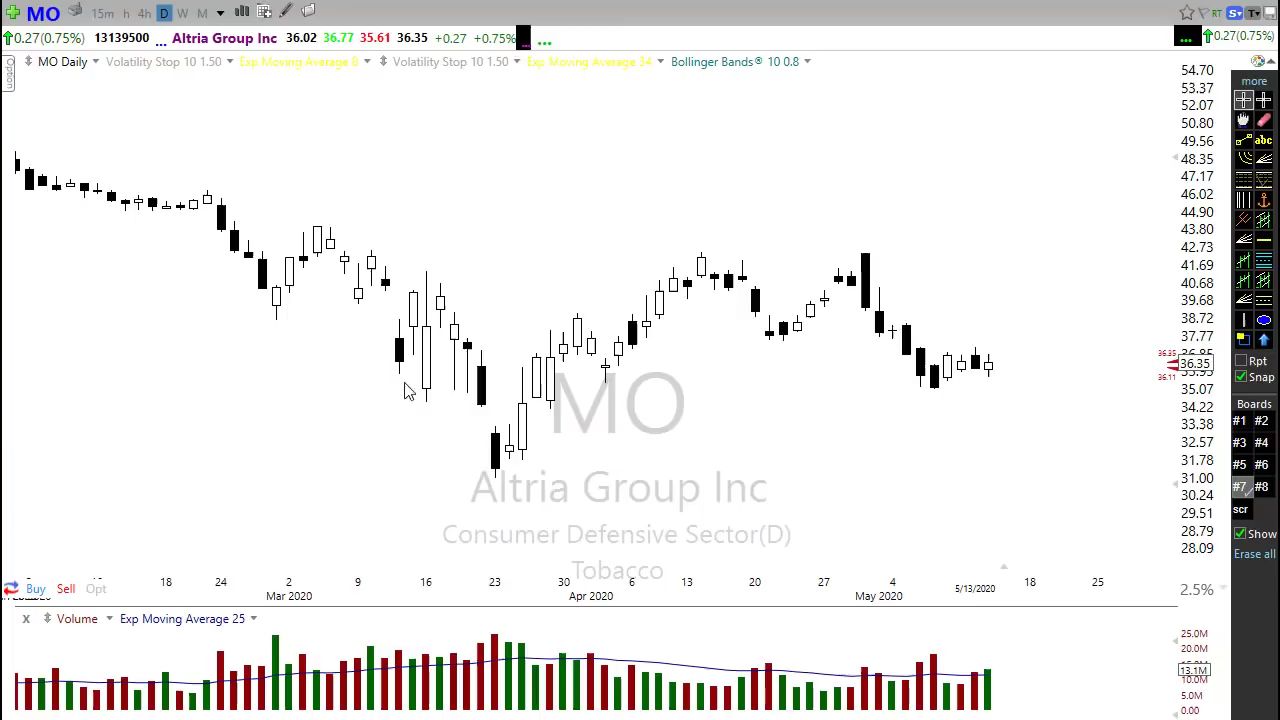 MO 15m h 4h D W M RT S T
0.27(0.75%) 13139500 ... Altria Group Inc 36.02 36.77 35.61 36.35 +0.27 +0.75% ... ... 0.27(0.75%)
Option
MO Daily Volatility Stop 10 1.50 Exp Moving Average 8 Volatility Stop 10 1.50 Exp Moving Average 34 Bollinger Bands® 10 0.8
54.70
53.37
52.07
50.80
49.56
48.35
47.17
46.02
44.90
43.80
42.73
41.69
40.68
39.68
38.72
37.77
36.35
36.35
36.11
35.07
34.22
33.38
32.57
31.78
31.00
30.24
29.51
28.79
28.09
2.5%
more
abc
Rpt
Snap
Boards
#1 #2
#3 #4
#5 #6
#7 #8
scr
Show
Erase all
MO
Altria Group Inc
Consumer Defensive Sector(D)
Tobacco
18 24 2 9 16 23 30 6 13 20 27 4 5/13/2020 18 25
Mar 2020 Apr 2020 May 2020
Buy Sell Opt
x Volume Exp Moving Average 25
25.0M
20.0M
13.1M
10.0M
5.0M
0.00